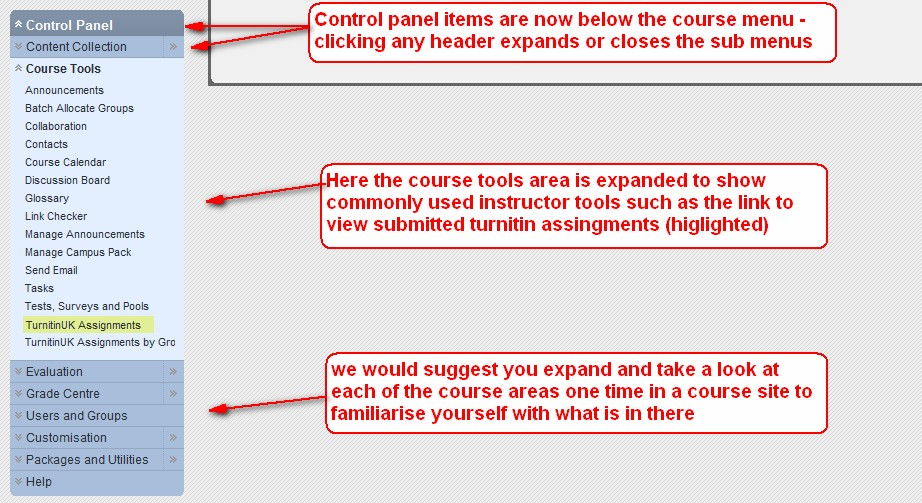 Control Panel
Content Collection
Course Tools
Announcements
Batch Allocate Groups
Collaboration
Contacts
Course Calendar
Discussion Board
Glossary
Link Checker
Manage Announcements
Manage Campus Pack
Send Email
Tasks
Tests, Surveys and Pools
TurnitinUK Assignments
TurnitinUK Assignments by Gro
Evaluation
Grade Centre
Users and Groups
Customisation
Packages and Utilities
Help
Control panel items are now below the course menu -
clicking any header expands or closes the sub menus
Here the course tools area is expanded to show
commonly used instructor tools such as the link to
view submitted turnitin assingments (higlighted)
we would suggest you expand and take a look at
each of the course areas one time in a course site to
familiarise yourself with what is in there